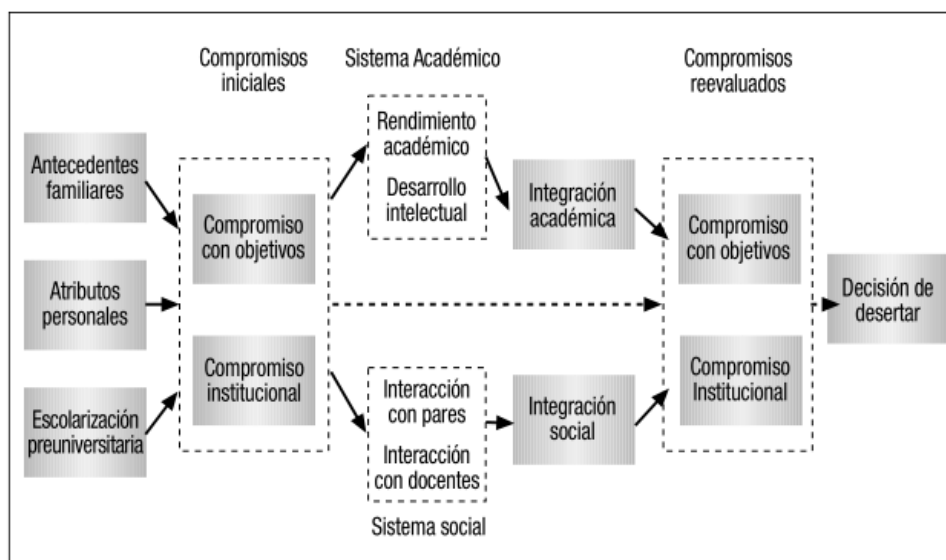 Compromisos
iniciales
Sistema Académico
Compromisos
reevaluados
Antecedentes
familiares
Atributos
personales
Escolarización
preuniversitaria
Compromiso
con objetivos
Compromiso
institucional
Rendimiento
académico
Desarrollo
intelectual
Interacción
con pares
Interacción
con docentes
Sistema social
Integración
académica
Integración
social
Compromiso
con objetivos
Compromiso
Institucional
Decisión de
desertar